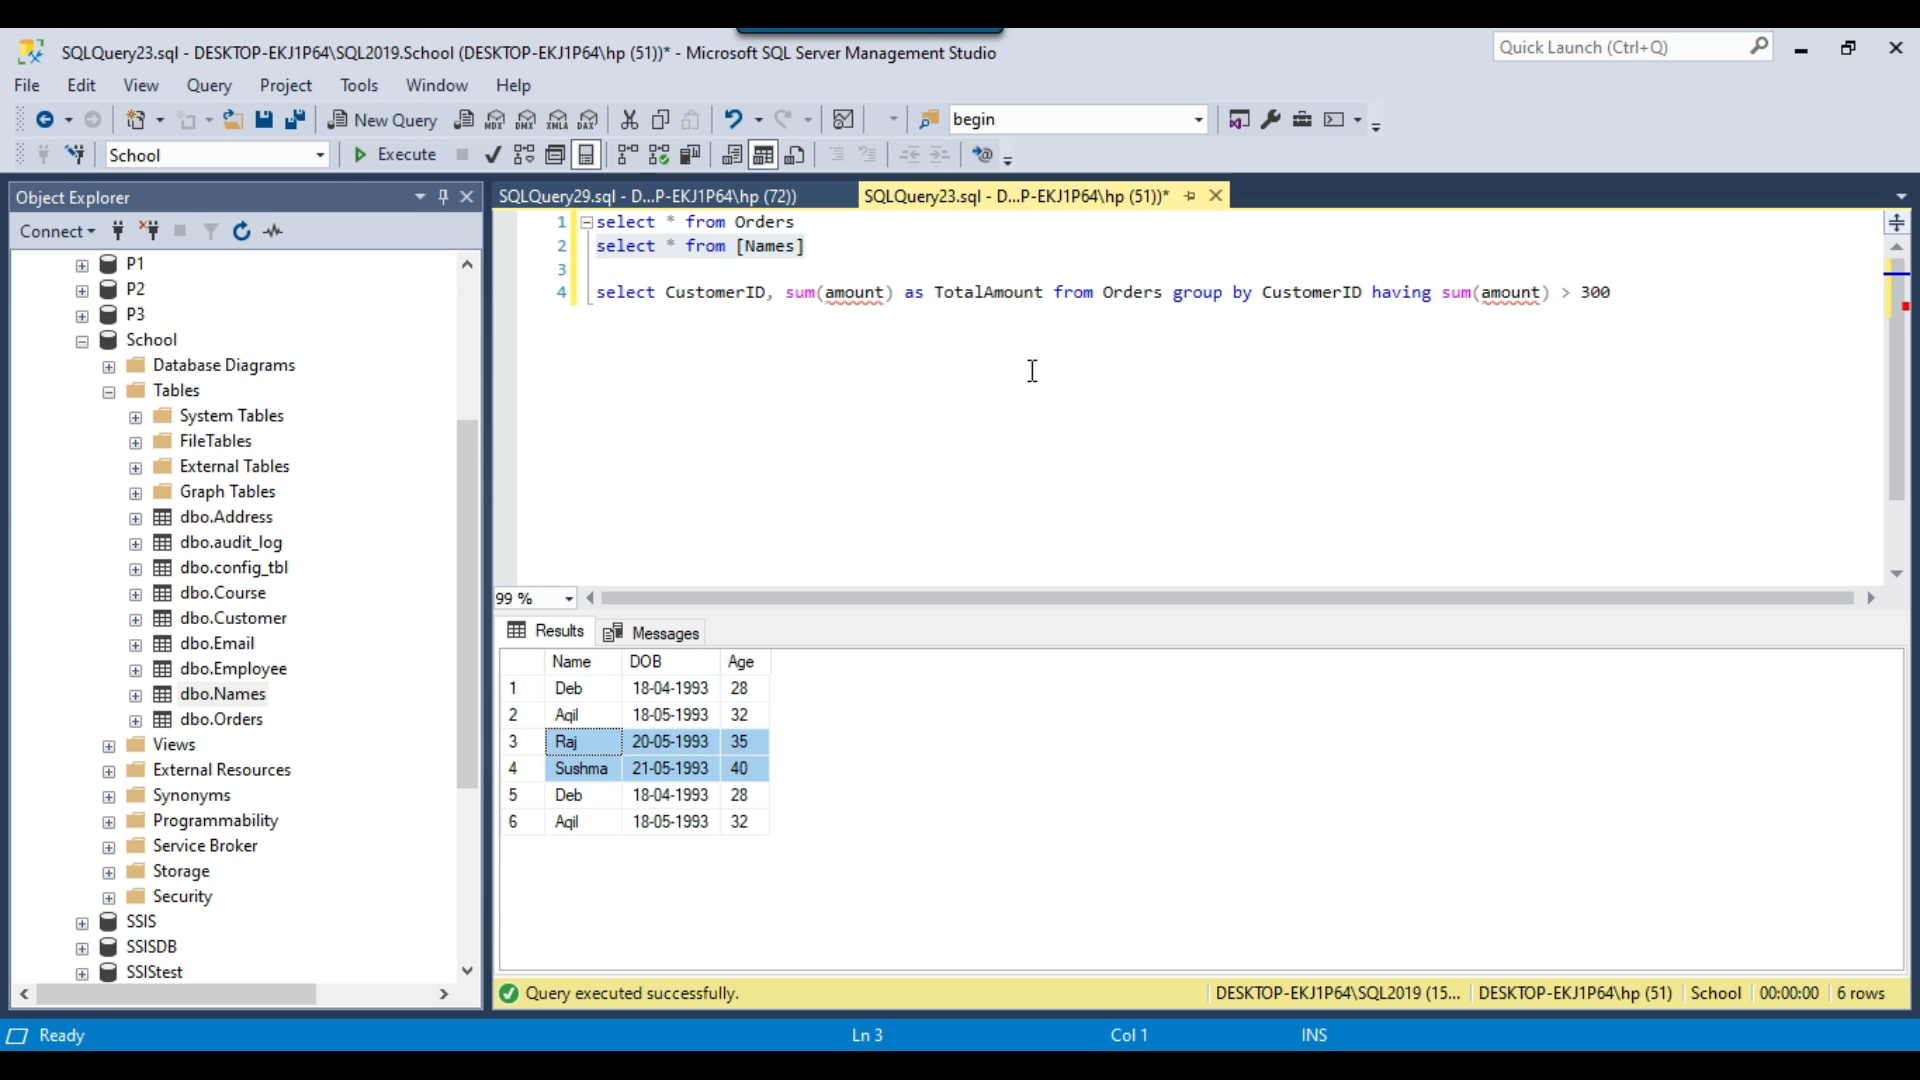 SQLQuery23.sql - DESKTOP-EKJ1P64\SQL2019.School (DESKTOP-EKJ1P64\hp (51))* - Microsoft SQL Server Management Studio
Quick Launch (Ctrl+Q)
File Edit View Query Project Tools Window Help
New Query MDX DMX XMLA DAX begin
School Execute
Object Explorer
SQLQuery29.sql - D...P-EKJ1P64\hp (72))
SQLQuery23.sql - D...P-EKJ1P64\hp (51))*
Connect
P1
P2
P3
School
Database Diagrams
Tables
System Tables
FileTables
External Tables
Graph Tables
dbo.Address
dbo.audit_log
dbo.config_tbl
dbo.Course
dbo.Customer
dbo.Email
dbo.Employee
dbo.Names
dbo.Orders
Views
External Resources
Synonyms
Programmability
Service Broker
Storage
Security
SSIS
SSISDB
SSIStest
1 select * from Orders
2 select * from [Names]
3
4 select CustomerID, sum(amount) as TotalAmount from Orders group by CustomerID having sum(amount) > 300
99 %
Results Messages
Name DOB Age
1 Deb 18-04-1993 28
2 Aqil 18-05-1993 32
3 Raj 20-05-1993 35
4 Sushma 21-05-1993 40
5 Deb 18-04-1993 28
6 Aqil 18-05-1993 32
Query executed successfully.
DESKTOP-EKJ1P64\SQL2019 (15... DESKTOP-EKJ1P64\hp (51) School 00:00:00 6 rows
Ready Ln 3 Col 1 INS